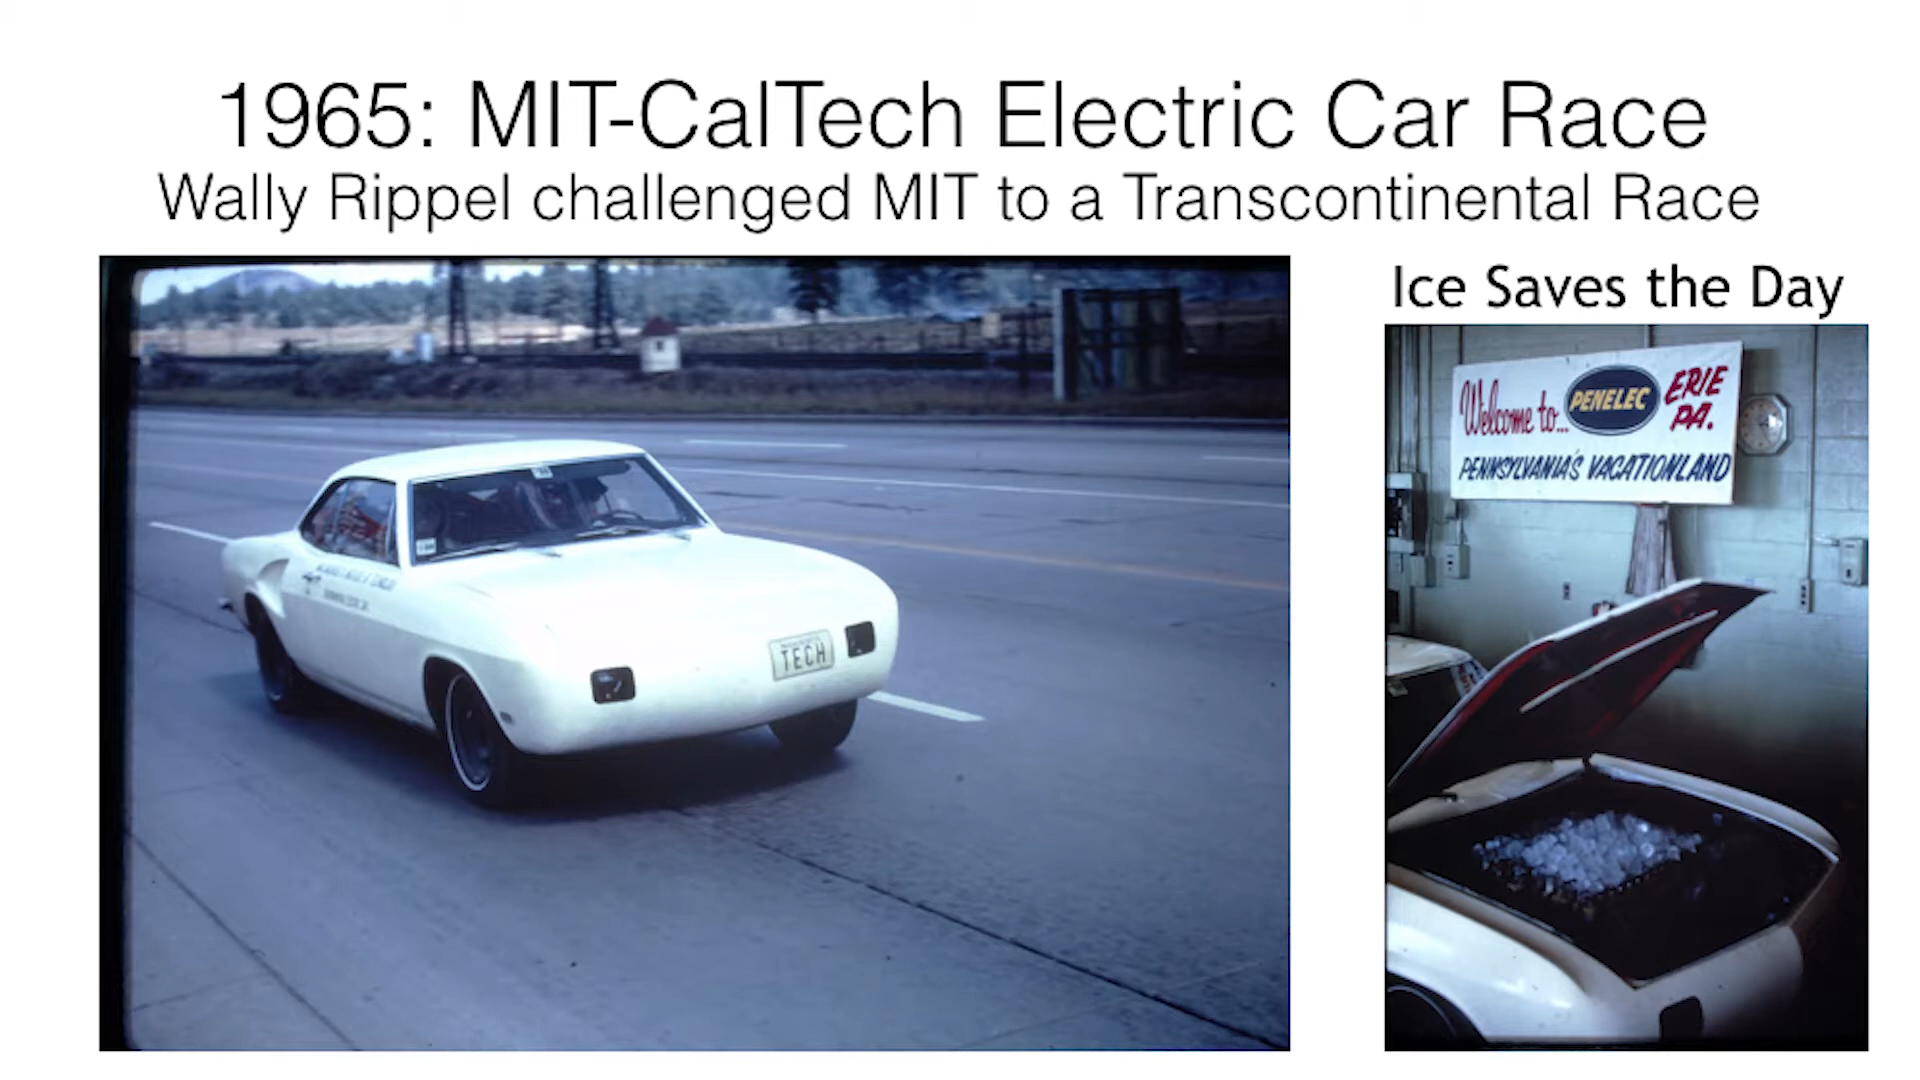 1965: MIT-CalTech Electric Car Race
Wally Rippel challenged MIT to a Transcontinental Race
Ice Saves the Day
Welcome to... PENELEC ERIE PA.
PENNSYLVANIA'S VACATIONLAND
TECH